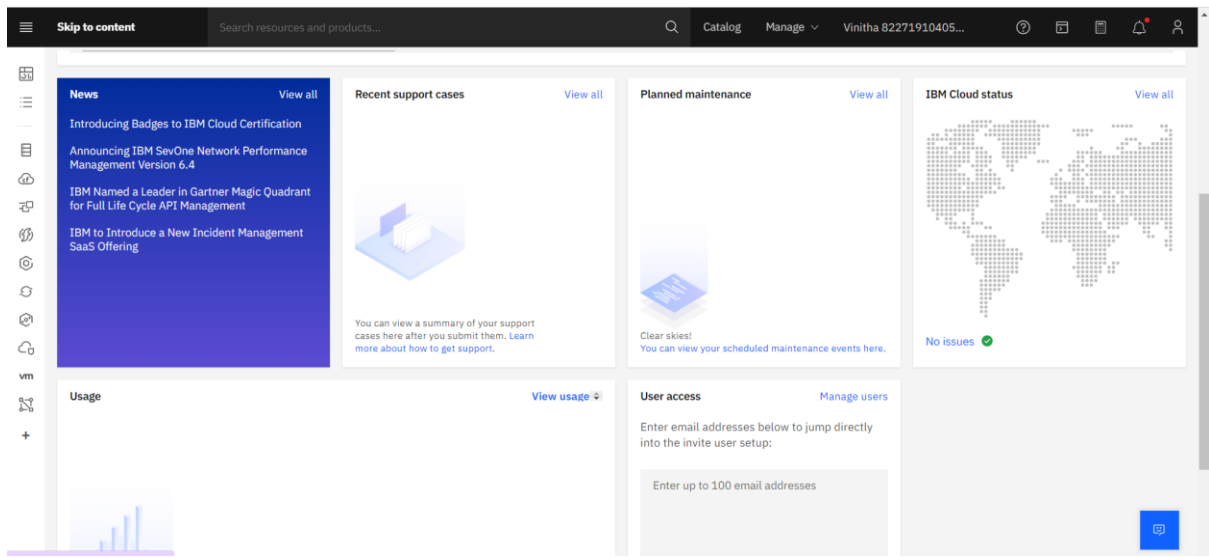 Skip to content
Search resources and products...
Catalog
Manage
Vinitha 82271910405...
News
View all
Introducing Badges to IBM Cloud Certification
Announcing IBM SevOne Network Performance
Management Version 6.4
IBM Named a Leader in Gartner Magic Quadrant
for Full Life Cycle API Management
IBM to Introduce a New Incident Management
SaaS Offering
Recent support cases
View all
You can view a summary of your support
cases here after you submit them. Learn
more about how to get support.
Planned maintenance
View all
Clear skies!
You can view your scheduled maintenance events here.
IBM Cloud status
View all
No issues
vm
Usage
View usage
User access
Manage users
Enter email addresses below to jump directly
into the invite user setup:
Enter up to 100 email addresses